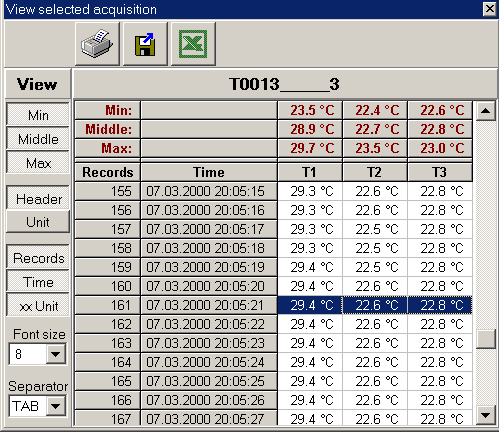 View selected acquisition
View
T0013_____3
Min
Middle
Max
Header
Unit
Records
Time
xx Unit
Font size
8
Separator
TAB
Min: 23.5 °C 22.4 °C 22.6 °C
Middle: 28.9 °C 22.7 °C 22.8 °C
Max: 29.7 °C 23.5 °C 23.0 °C
Records Time T1 T2 T3
155 07.03.2000 20:05:15 29.3 °C 22.6 °C 22.8 °C
156 07.03.2000 20:05:16 29.3 °C 22.6 °C 22.8 °C
157 07.03.2000 20:05:17 29.3 °C 22.5 °C 22.8 °C
158 07.03.2000 20:05:18 29.3 °C 22.5 °C 22.8 °C
159 07.03.2000 20:05:19 29.4 °C 22.5 °C 22.8 °C
160 07.03.2000 20:05:20 29.4 °C 22.6 °C 22.8 °C
161 07.03.2000 20:05:21 29.4 °C 22.6 °C 22.8 °C
162 07.03.2000 20:05:22 29.4 °C 22.6 °C 22.8 °C
163 07.03.2000 20:05:23 29.4 °C 22.6 °C 22.8 °C
164 07.03.2000 20:05:24 29.4 °C 22.6 °C 22.8 °C
165 07.03.2000 20:05:25 29.4 °C 22.6 °C 22.8 °C
166 07.03.2000 20:05:26 29.4 °C 22.6 °C 22.8 °C
167 07.03.2000 20:05:27 29.4 °C 22.6 °C 22.8 °C